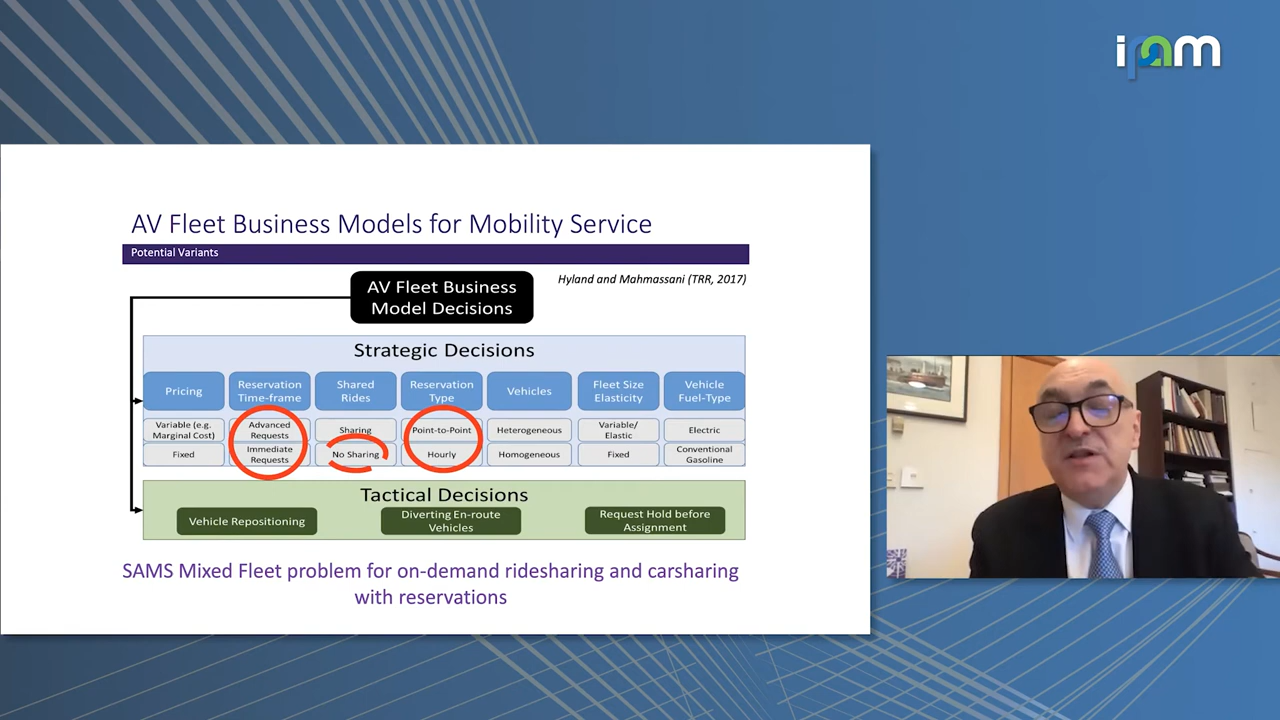 ipam
AV Fleet Business Models for Mobility Service
Potential Variants
Hyland and Mahmassani (TRR, 2017)
AV Fleet Business
Model Decisions
Strategic Decisions
Pricing
Reservation
Time-frame
Shared
Rides
Reservation
Type
Vehicles
Fleet Size
Elasticity
Vehicle
Fuel-Type
Variable (e.g.
Marginal Cost)
Advanced
Requests
Sharing
Point-to-Point
Heterogeneous
Variable/
Elastic
Electric
Fixed
Immediate
Requests
No Sharing
Hourly
Homogeneous
Fixed
Conventional
Gasoline
Tactical Decisions
Vehicle Repositioning
Diverting En-route
Vehicles
Request Hold before
Assignment
SAMS Mixed Fleet problem for on-demand ridesharing and carsharing
with reservations